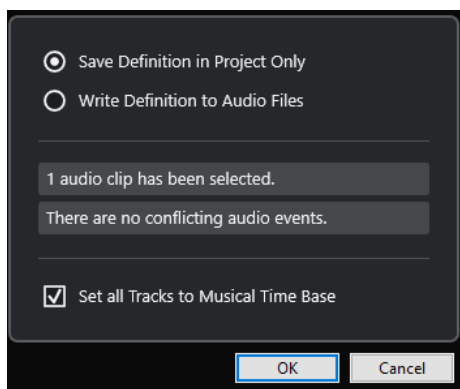 Save Definition in Project Only
Write Definition to Audio Files
1 audio clip has been selected.
There are no conflicting audio events.
Set all Tracks to Musical Time Base
OK
Cancel